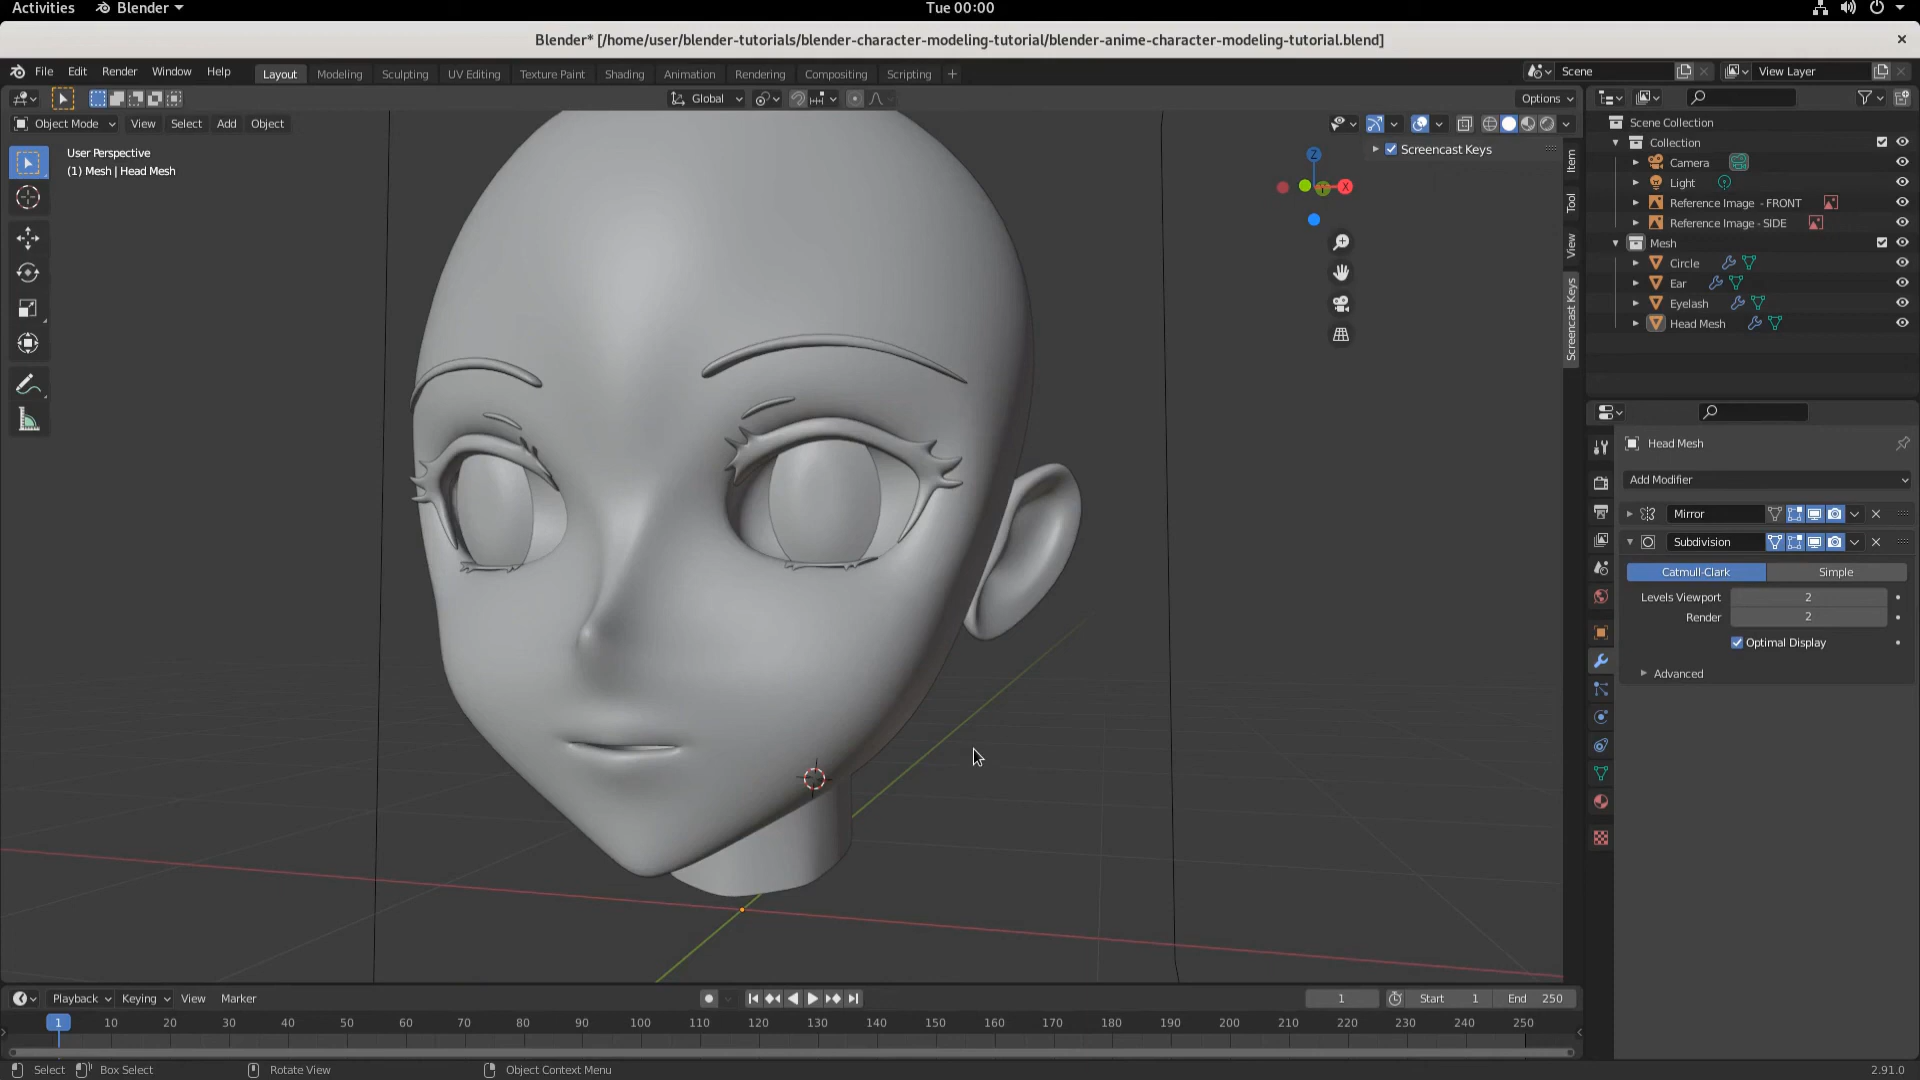 Activities Blender Tue 00:00
Blender* [/home/user/blender-tutorials/blender-character-modeling-tutorial/blender-anime-character-modeling-tutorial.blend]
File Edit Render Window Help Layout Modeling Sculpting UV Editing Texture Paint Shading Animation Rendering Compositing Scripting + Scene View Layer
Global Options
Object Mode View Select Add Object
User Perspective
(1) Mesh | Head Mesh
Screencast Keys
Z
X
Y
Item
Tool
View
Screencast Keys
Scene Collection
Collection
Camera
Light
Reference Image - FRONT
Reference Image - SIDE
Mesh
Circle
Ear
Eyelash
Head Mesh
Head Mesh
Add Modifier
Mirror
Subdivision
Catmull-Clark Simple
Levels Viewport 2
Render 2
Optimal Display
Advanced
Playback Keying View Marker 1 Start 1 End 250
1 10 20 30 40 50 60 70 80 90 100 110 120 130 140 150 160 170 180 190 200 210 220 230 240 250
Select Box Select Rotate View Object Context Menu 2.91.0